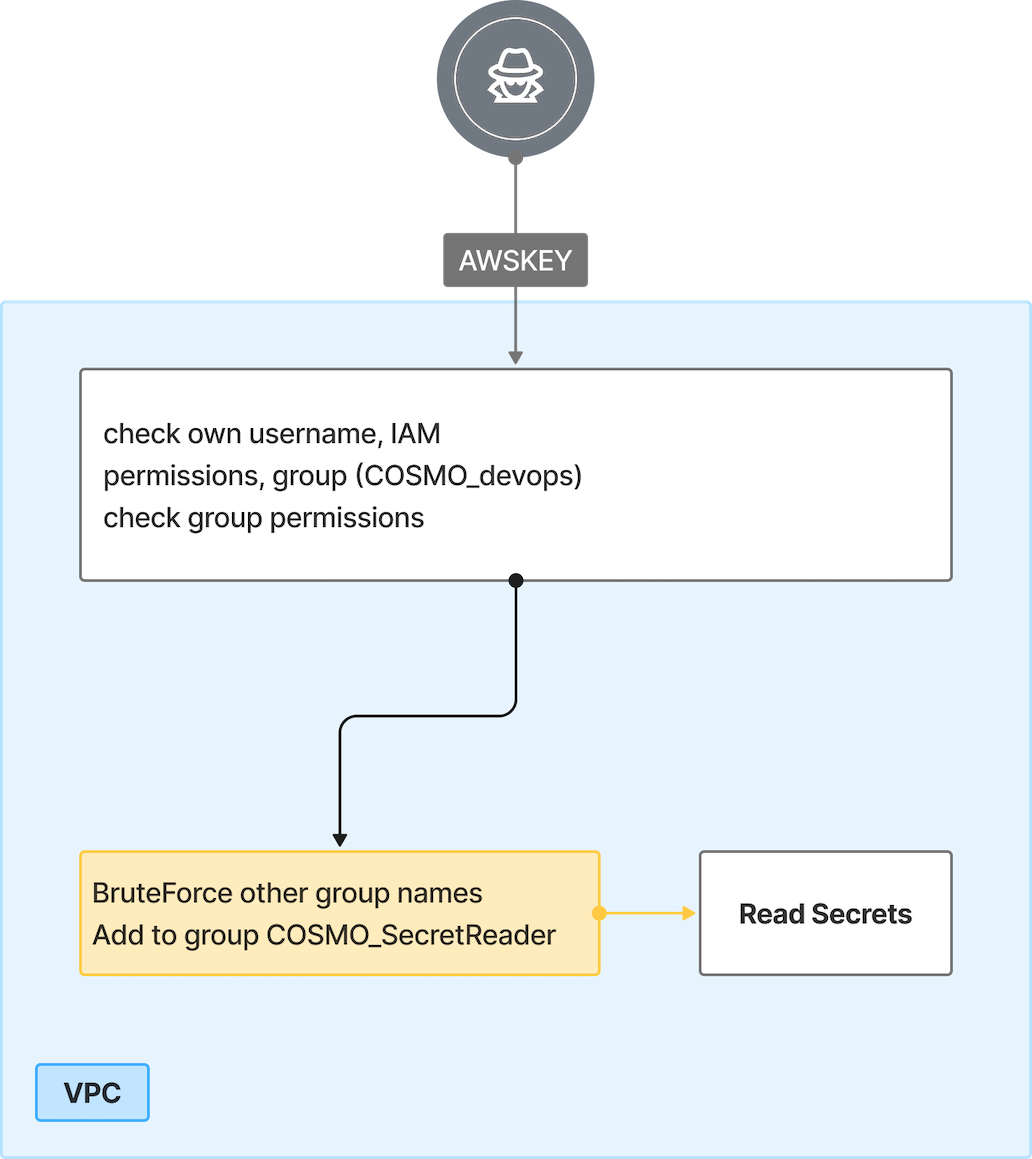 AWSKEY
check own username, IAM
permissions, group (COSMO_devops)
check group permissions
BruteForce other group names
Add to group COSMO_SecretReader
Read Secrets
VPC